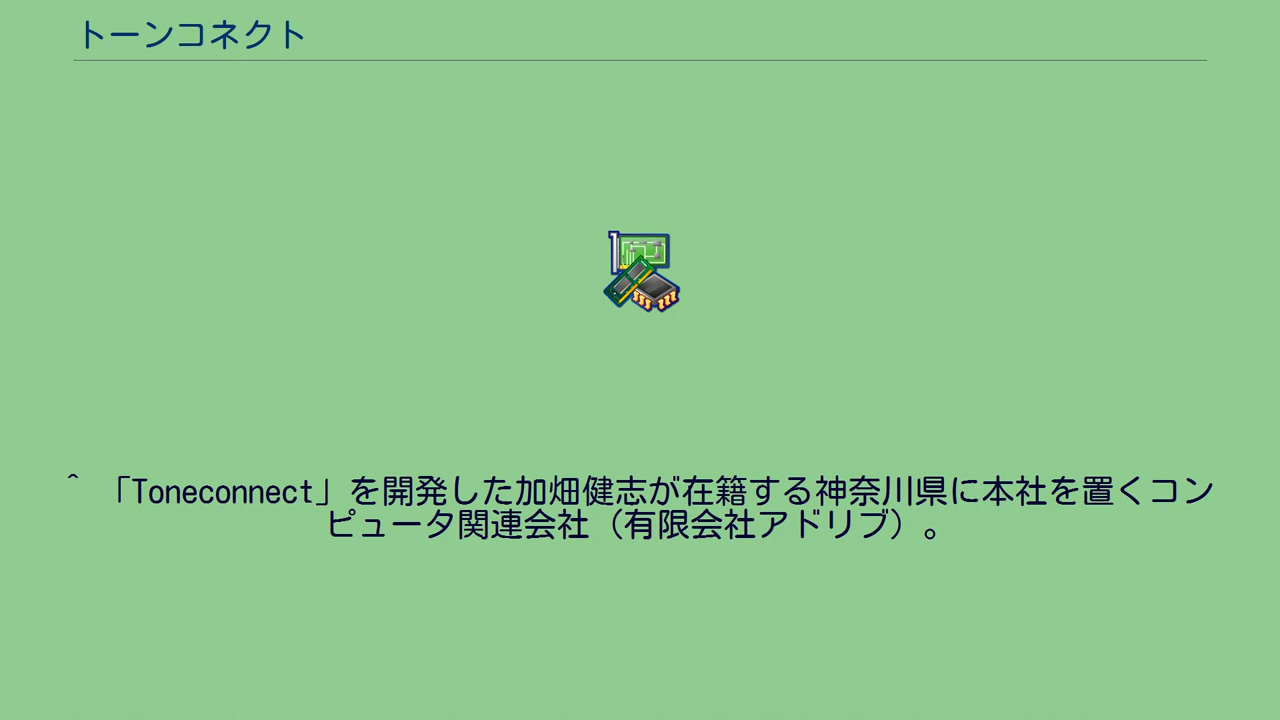 トーンコネクト
^ 「Toneconnect」を開発した加畑健志が在籍する神奈川県に本社を置くコン
ピュータ関連会社（有限会社アドリブ）。